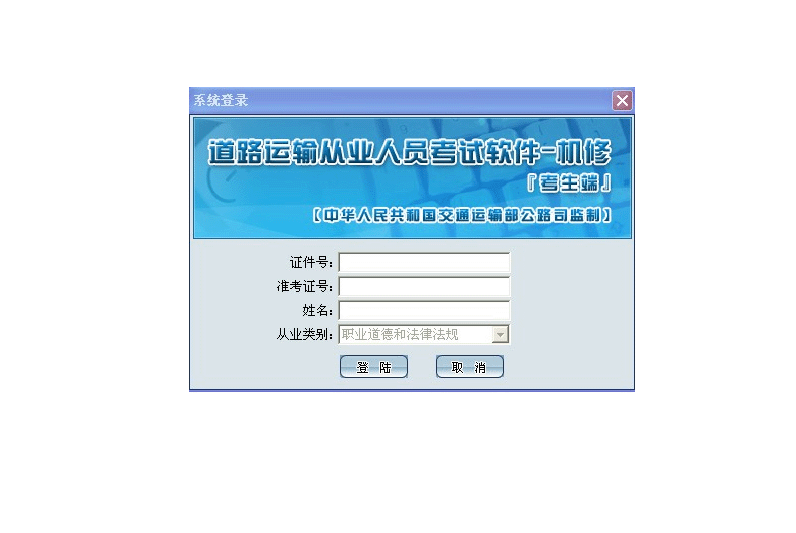 系统登录
道路运输从业人员考试软件-机修
『考生端』
【中华人民共和国交通运输部公路司监制】
证件号：
准考证号：
姓名：
从业类别： 职业道德和法律法规
登 陆 取 消